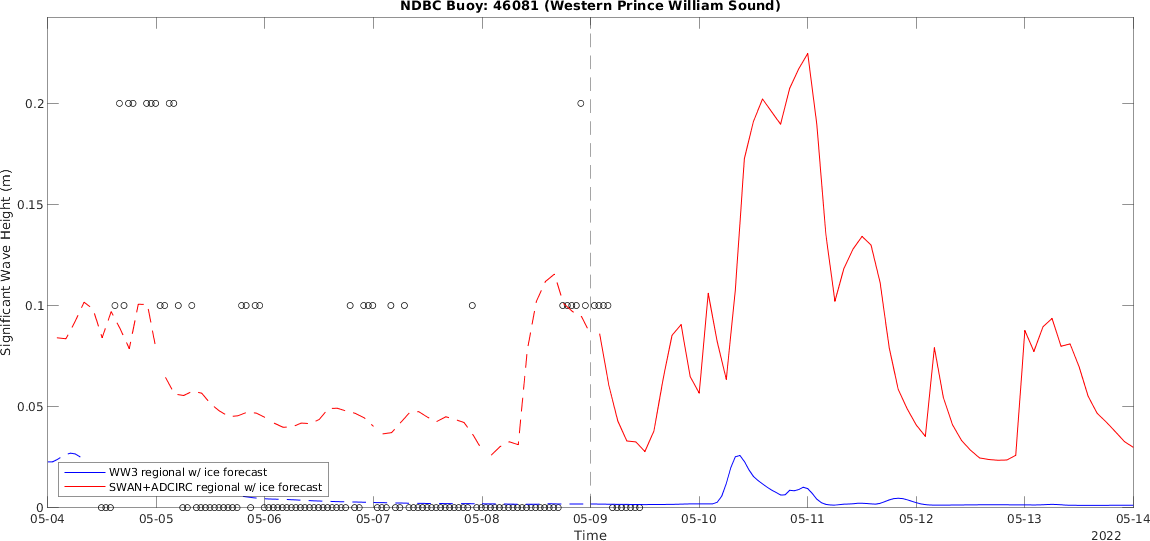 NDBC Buoy: 46081 (Western Prince William Sound)
Significant Wave Height (m)
0.2
0.15
0.1
0.05
0
WW3 regional w/ ice forecast
SWAN+ADCIRC regional w/ ice forecast
05-04 05-05 05-06 05-07 05-08 05-09 05-10 05-11 05-12 05-13 05-14
Time
2022